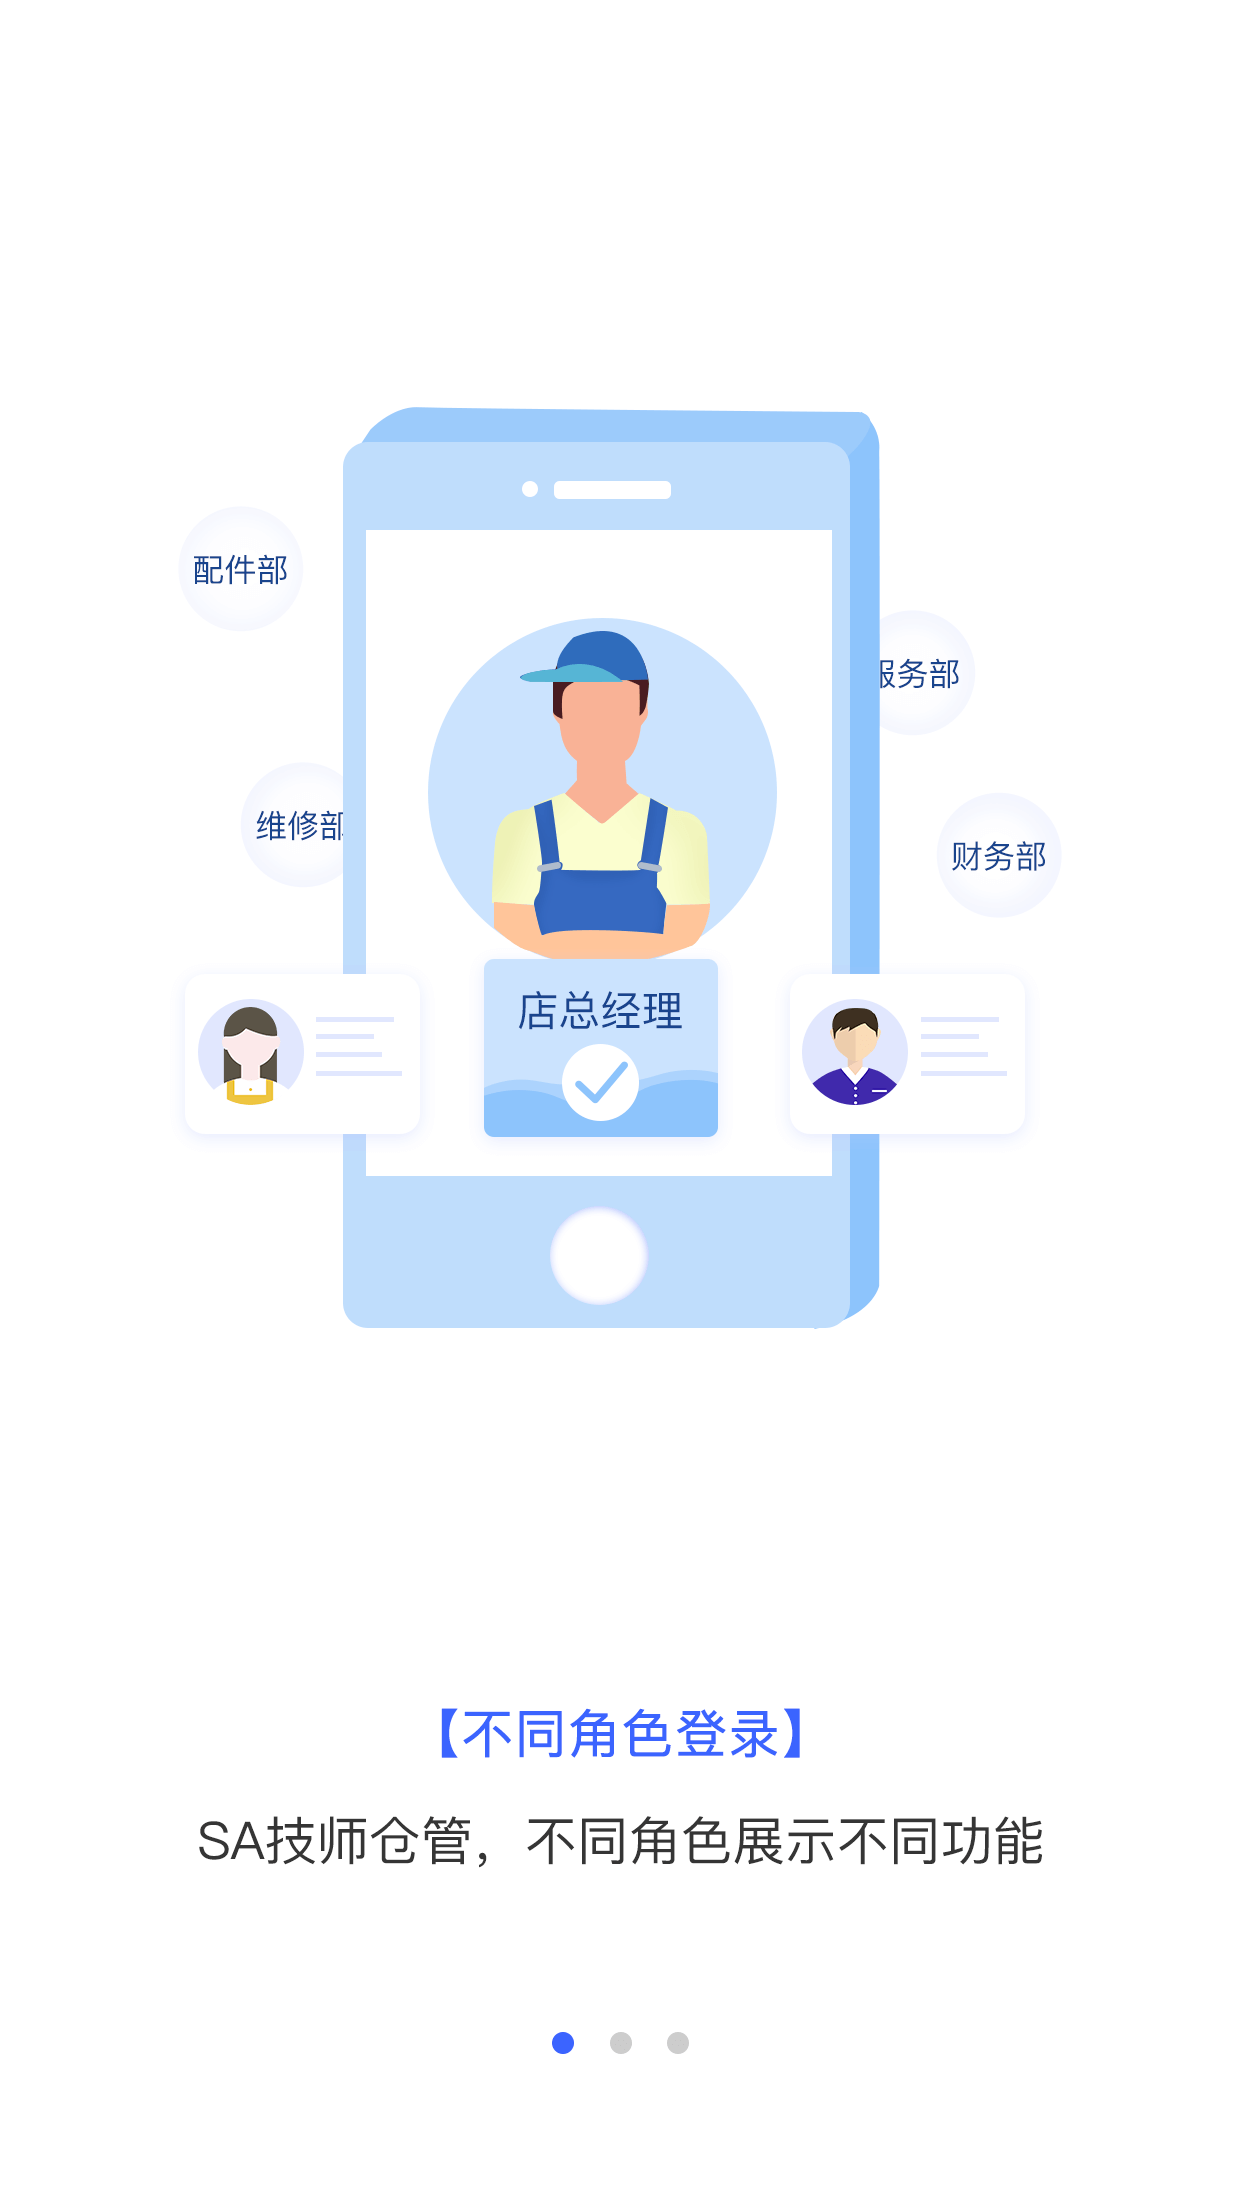 配件部
服务部
维修部
财务部
店总经理
【不同角色登录】
SA技师仓管，不同角色展示不同功能